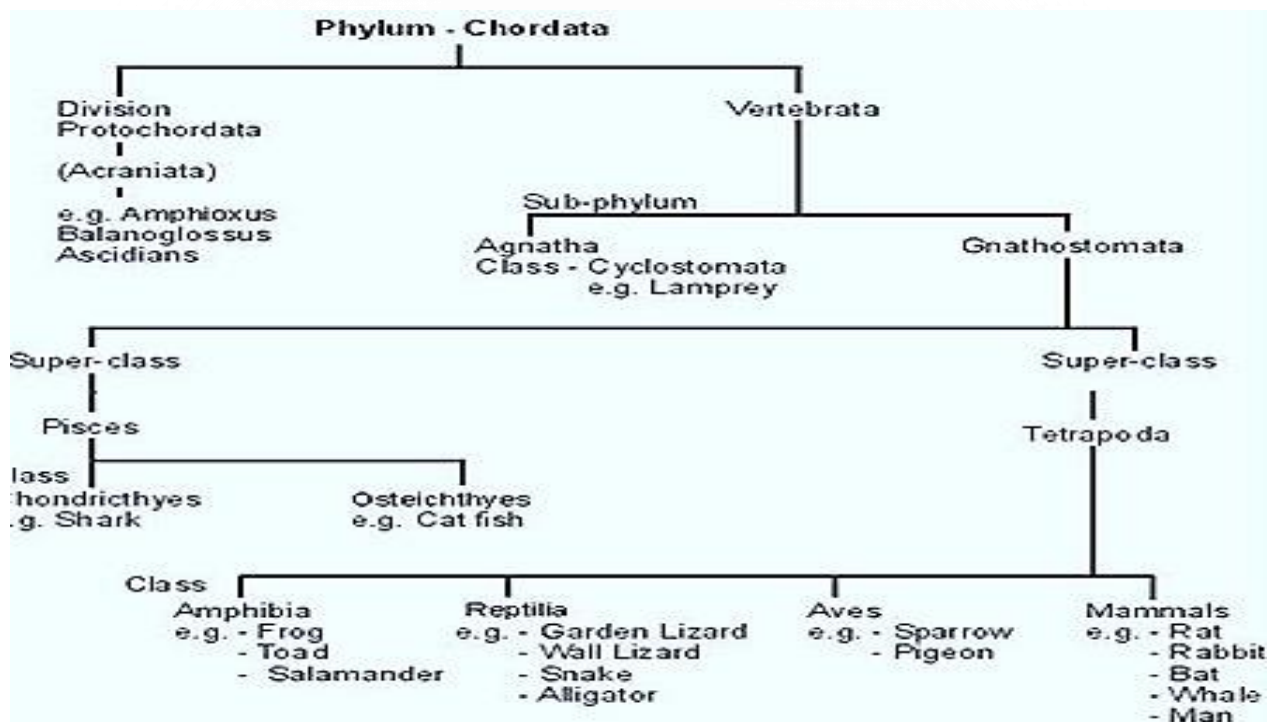 Phylum - Chordata
Division
Protochordata
(Acraniata)
e.g. Amphioxus
Balanoglossus
Ascidians
Vertebrata
Sub-phylum
Agnatha
Class - Cyclostomata
e.g. Lamprey
Gnathostomata
Super-class
Pisces
lass
hondricthyes
.g. Shark
Osteichthyes
e.g. Cat fish
Super-class
Tetrapoda
Class
Amphibia
e.g. - Frog
- Toad
- Salamander
Reptilia
e.g. - Garden Lizard
- Wall Lizard
- Snake
- Alligator
Aves
e.g. - Sparrow
- Pigeon
Mammals
e.g. - Rat
- Rabbit
- Bat
- Whale
- Man